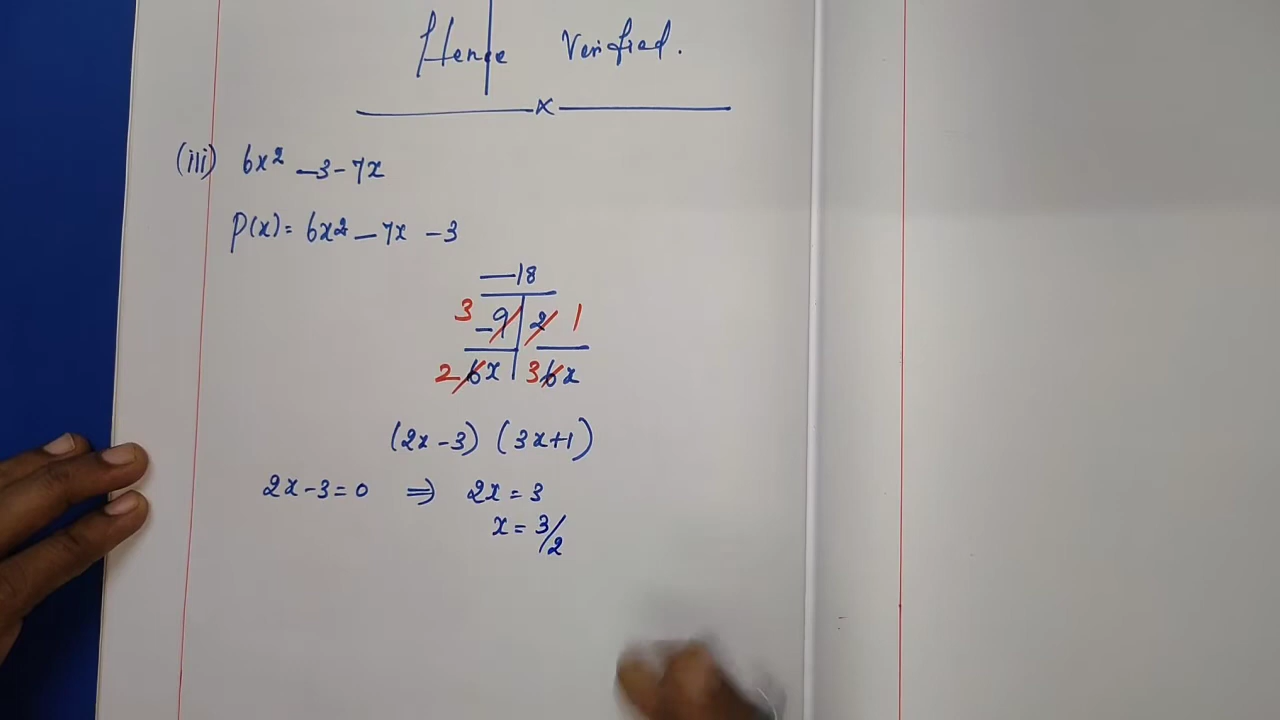 Hence Verified.
x
(iii) 6x² - 3 - 7x
P(x) = 6x² - 7x - 3
-18
3 -9 2 1
2 6x 3 6x
(2x - 3) (3x + 1)
2x - 3 = 0 ⇒ 2x = 3
x = 3/2